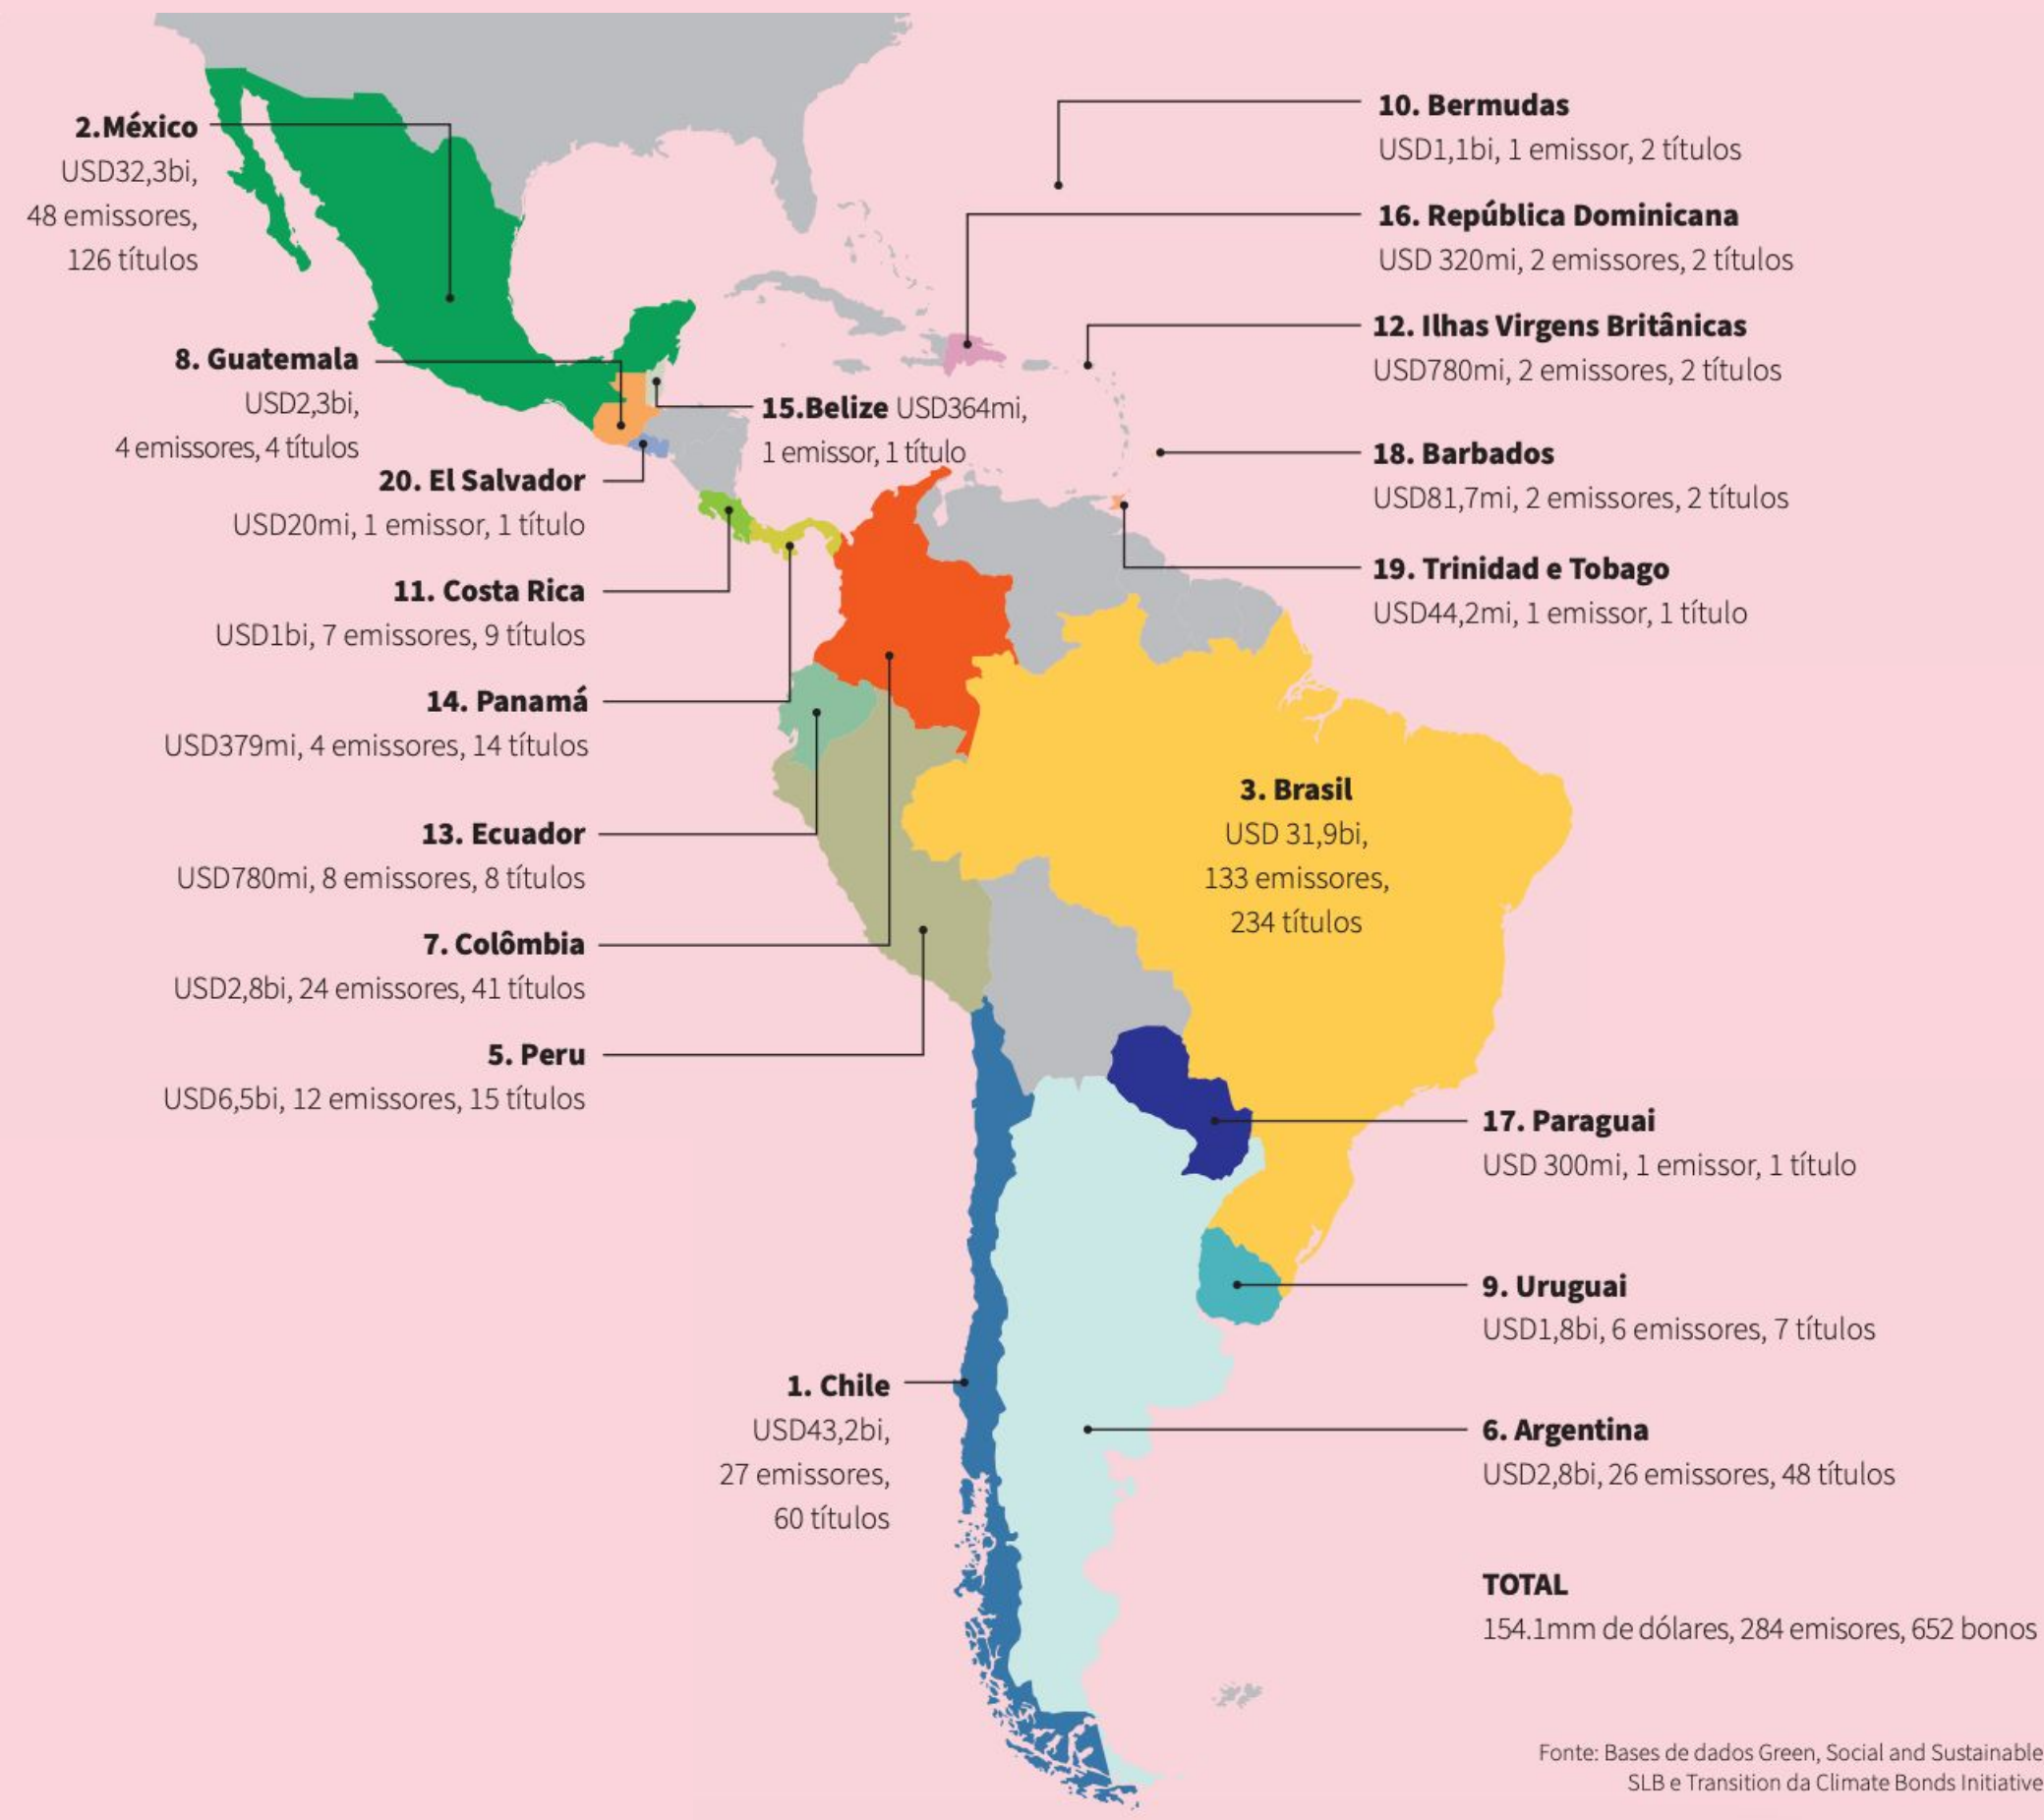 2.México
USD32,3bi,
48 emissores,
126 títulos
8. Guatemala
USD2,3bi,
4 emissores, 4 títulos
20. El Salvador
USD20mi, 1 emissor, 1 título
11. Costa Rica
USD1bi, 7 emissores, 9 títulos
14. Panamá
USD379mi, 4 emissores, 14 títulos
13. Ecuador
USD780mi, 8 emissores, 8 títulos
7. Colômbia
USD2,8bi, 24 emissores, 41 títulos
5. Peru
USD6,5bi, 12 emissores, 15 títulos
1. Chile
USD43,2bi,
27 emissores,
60 títulos
15.Belize USD364mi,
1 emissor, 1 título
3. Brasil
USD 31,9bi,
133 emissores,
234 títulos
10. Bermudas
USD1,1bi, 1 emissor, 2 títulos
16. República Dominicana
USD 320mi, 2 emissores, 2 títulos
12. Ilhas Virgens Britânicas
USD780mi, 2 emissores, 2 títulos
18. Barbados
USD81,7mi, 2 emissores, 2 títulos
19. Trinidad e Tobago
USD44,2mi, 1 emissor, 1 título
17. Paraguai
USD 300mi, 1 emissor, 1 título
9. Uruguai
USD1,8bi, 6 emissores, 7 títulos
6. Argentina
USD2,8bi, 26 emissores, 48 títulos
TOTAL
154.1mm de dólares, 284 emisores, 652 bonos
Fonte: Bases de dados Green, Social and Sustainable
SLB e Transition da Climate Bonds Initiative